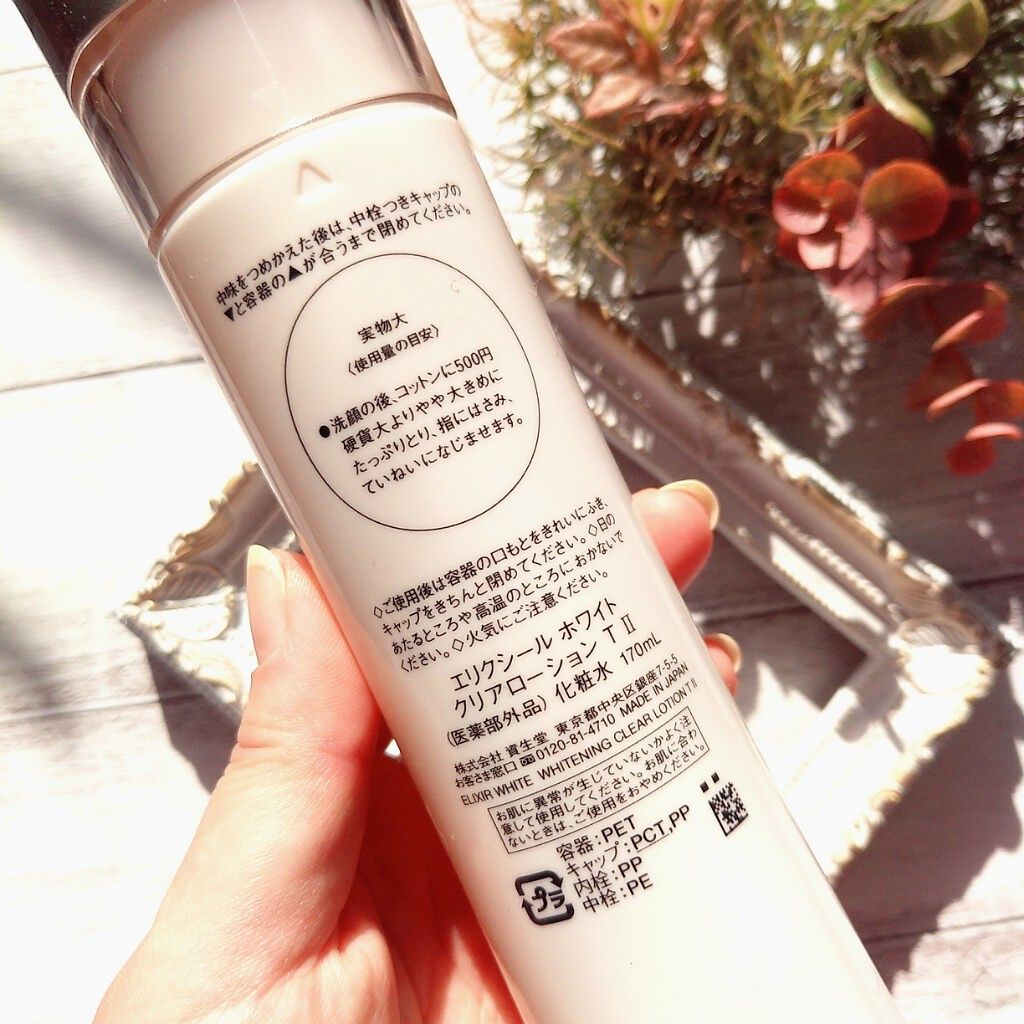 中味をつめかえた後は、中栓つきキャップの
▼と容器の▲が合うまで閉めてください。
実物大
〈使用量の目安〉
●洗顔の後、コットンに500円
硬貨大よりやや大きめに
たっぷりとり、指にはさみ、
ていねいになじませます。
◇ご使用後は容器の口もとをきれいにふき、
キャップをきちんと閉めてください。◇日の
あたるところや高温のところにおかないで
ください。◇火気にご注意ください。
エリクシール ホワイト
クリアローション T II
(医薬部外品) 化粧水 170mL
株式会社 資生堂 東京都中央区銀座7-5-5
お客さま窓口 0120-81-4710 MADE IN JAPAN
ELIXIR WHITE WHITENING CLEAR LOTION T II
お肌に異常が生じていないかよく注
意して使用してください。お肌に合わ
ないときは、ご使用をおやめください。
容器:PET
キャップ:PCT,PP
内栓:PP
中栓:PE
プラ